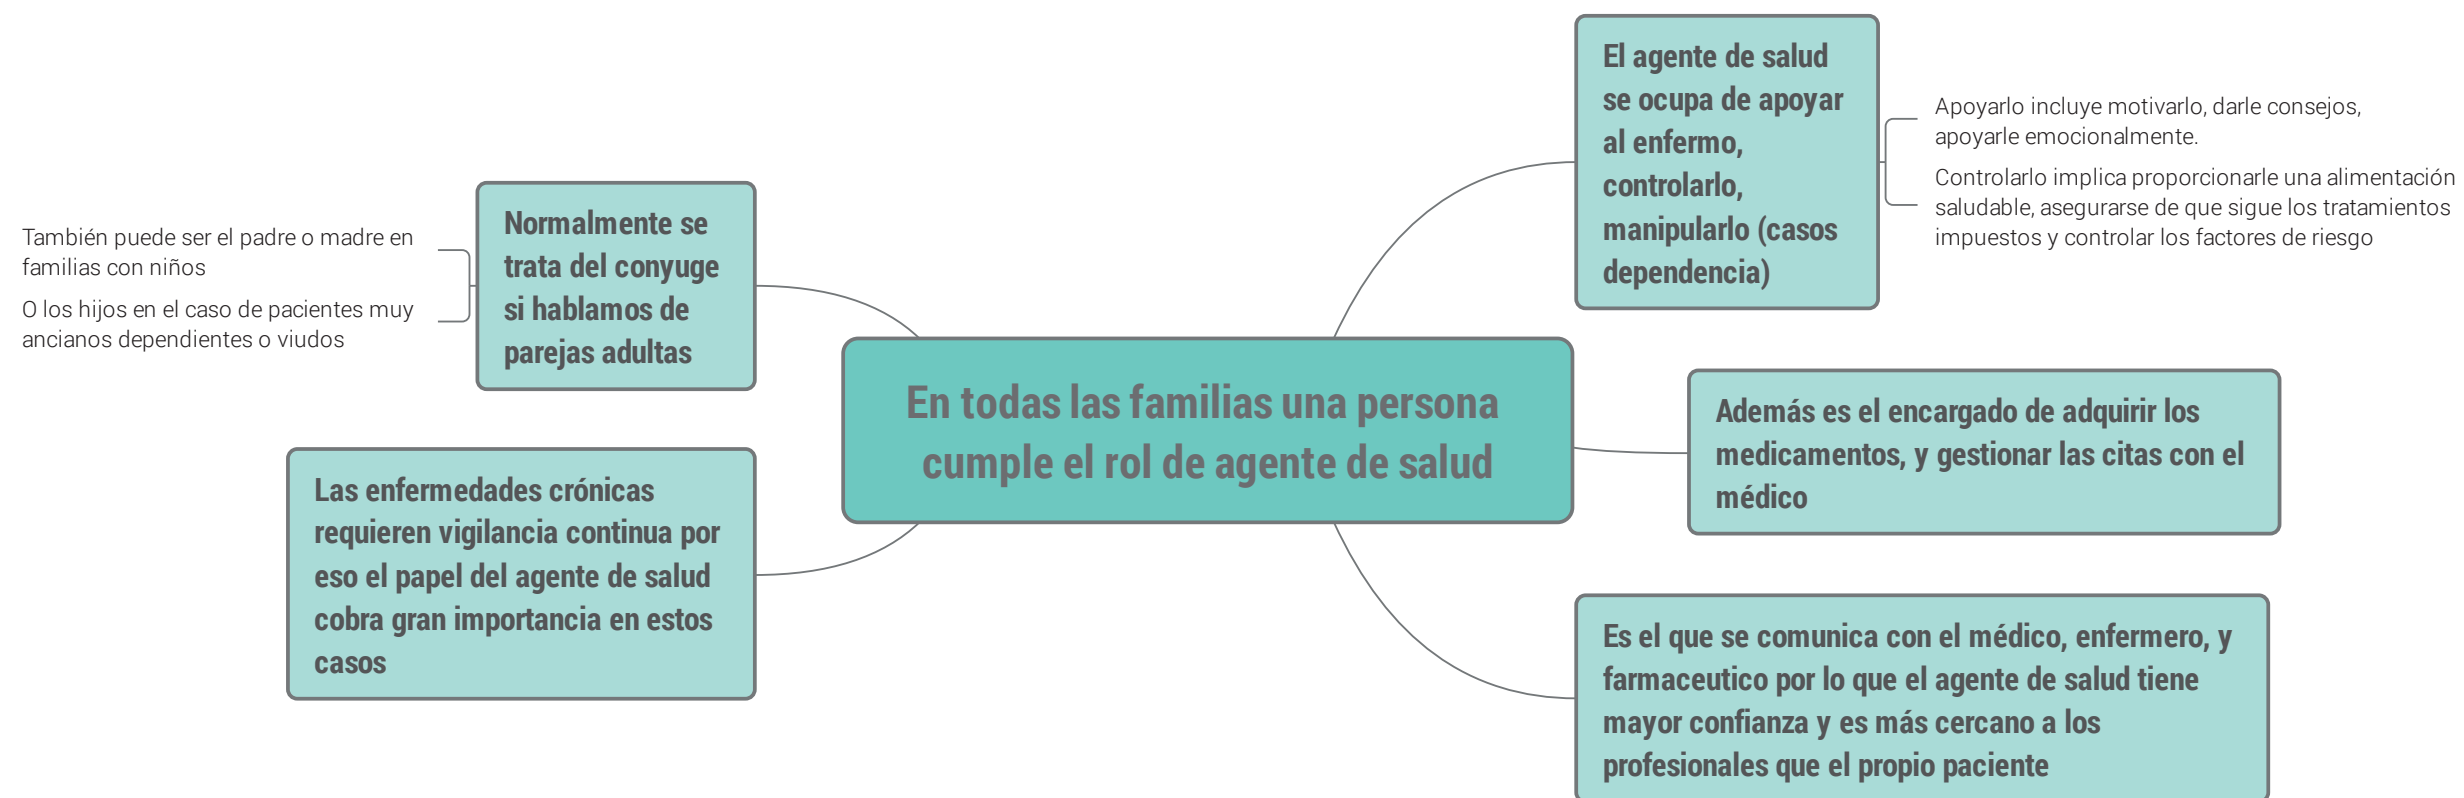 En todas las familias una persona
cumple el rol de agente de salud
El agente de salud
se ocupa de apoyar
al enfermo,
controlarlo,
manipularlo (casos
dependencia)
Apoyarlo incluye motivarlo, darle consejos,
apoyarle emocionalmente.
Controlarlo implica proporcionarle una alimentación
saludable, asegurarse de que sigue los tratamientos
impuestos y controlar los factores de riesgo
Además es el encargado de adquirir los
medicamentos, y gestionar las citas con el
médico
Es el que se comunica con el médico, enfermero, y
farmaceutico por lo que el agente de salud tiene
mayor confianza y es más cercano a los
profesionales que el propio paciente
Normalmente se
trata del conyuge
si hablamos de
parejas adultas
También puede ser el padre o madre en
familias con niños
O los hijos en el caso de pacientes muy
ancianos dependientes o viudos
Las enfermedades crónicas
requieren vigilancia continua por
eso el papel del agente de salud
cobra gran importancia en estos
casos